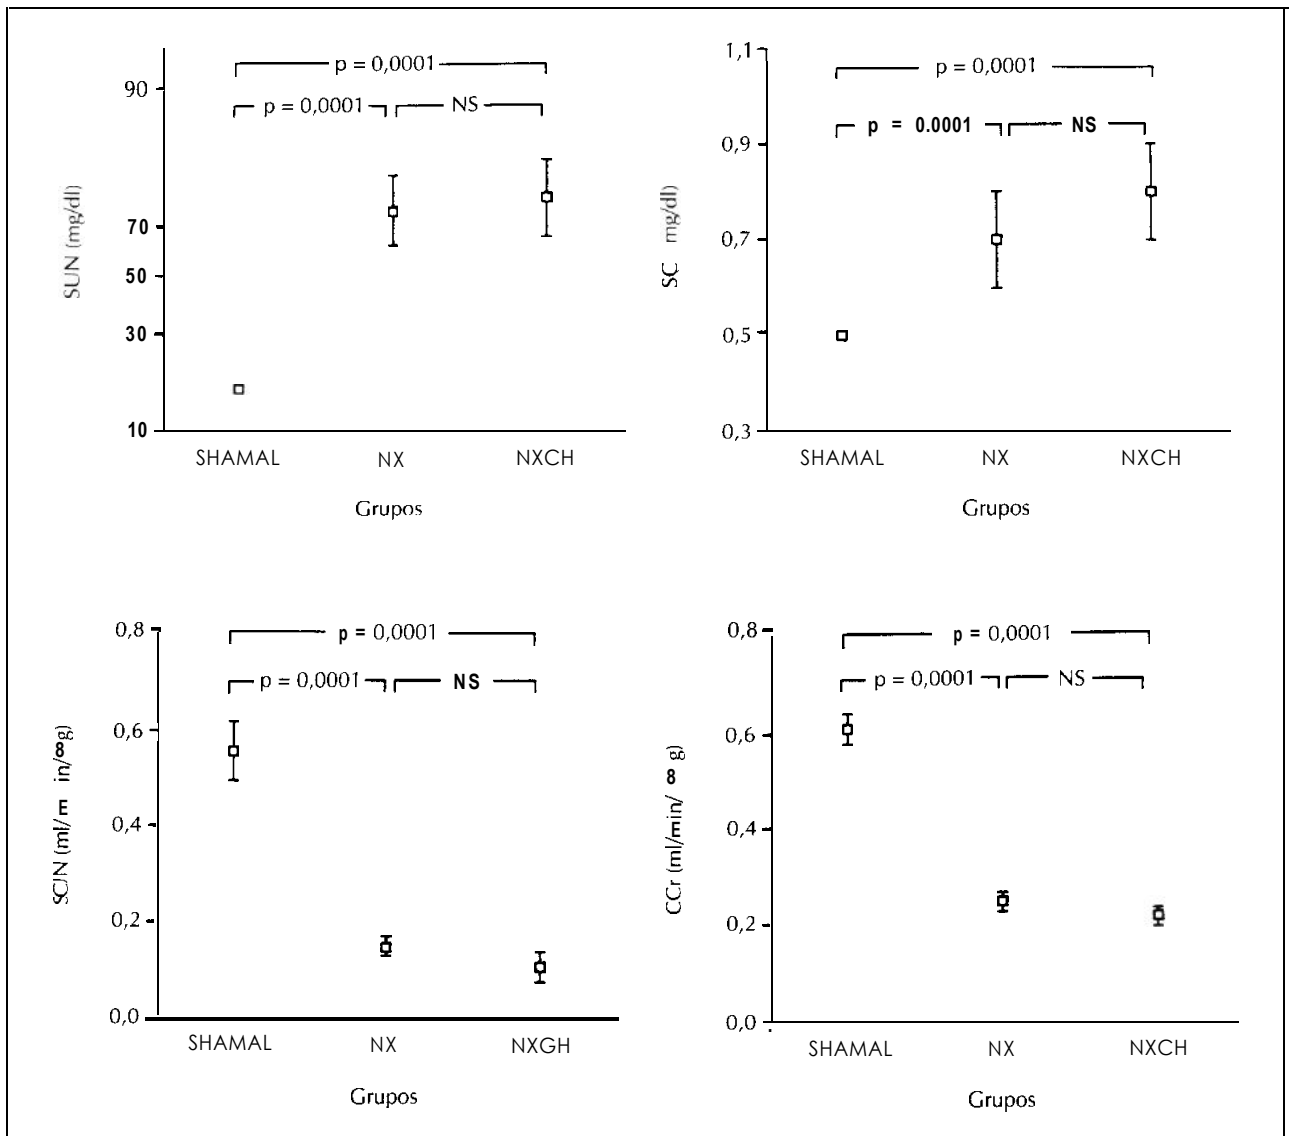 p = 0,0001
90
p = 0,0001
NS
SUN (mg/dl)
70
50
30
10
SHAMAL
NX
NXCH
Grupos
1,1
p = 0,0001
0,9
p = 0.0001
NS
SC mg/dl)
0,7
0,5
0,3
SHAMAL
NX
NXCH
Grupos
0,8
p = 0,0001
p = 0,0001
NS
0,6
SCJN (ml/m in/∞g)
0,4
0,2
0,0
SHAMAL
NX
NXGH
Grupos
0,8
p = 0,0001
p = 0,0001
NS
0,6
CCr (ml/min/ 8 g)
0,4
0,2
0,0
SHAMAL
NX
NXCH
Grupos